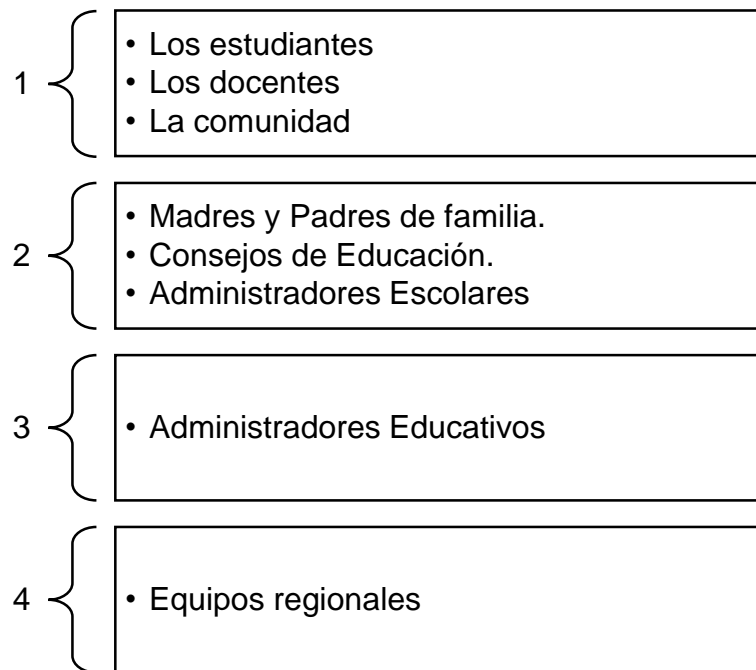 1
• Los estudiantes
• Los docentes
• La comunidad
2
• Madres y Padres de familia.
• Consejos de Educación.
• Administradores Escolares
3
• Administradores Educativos
4
• Equipos regionales